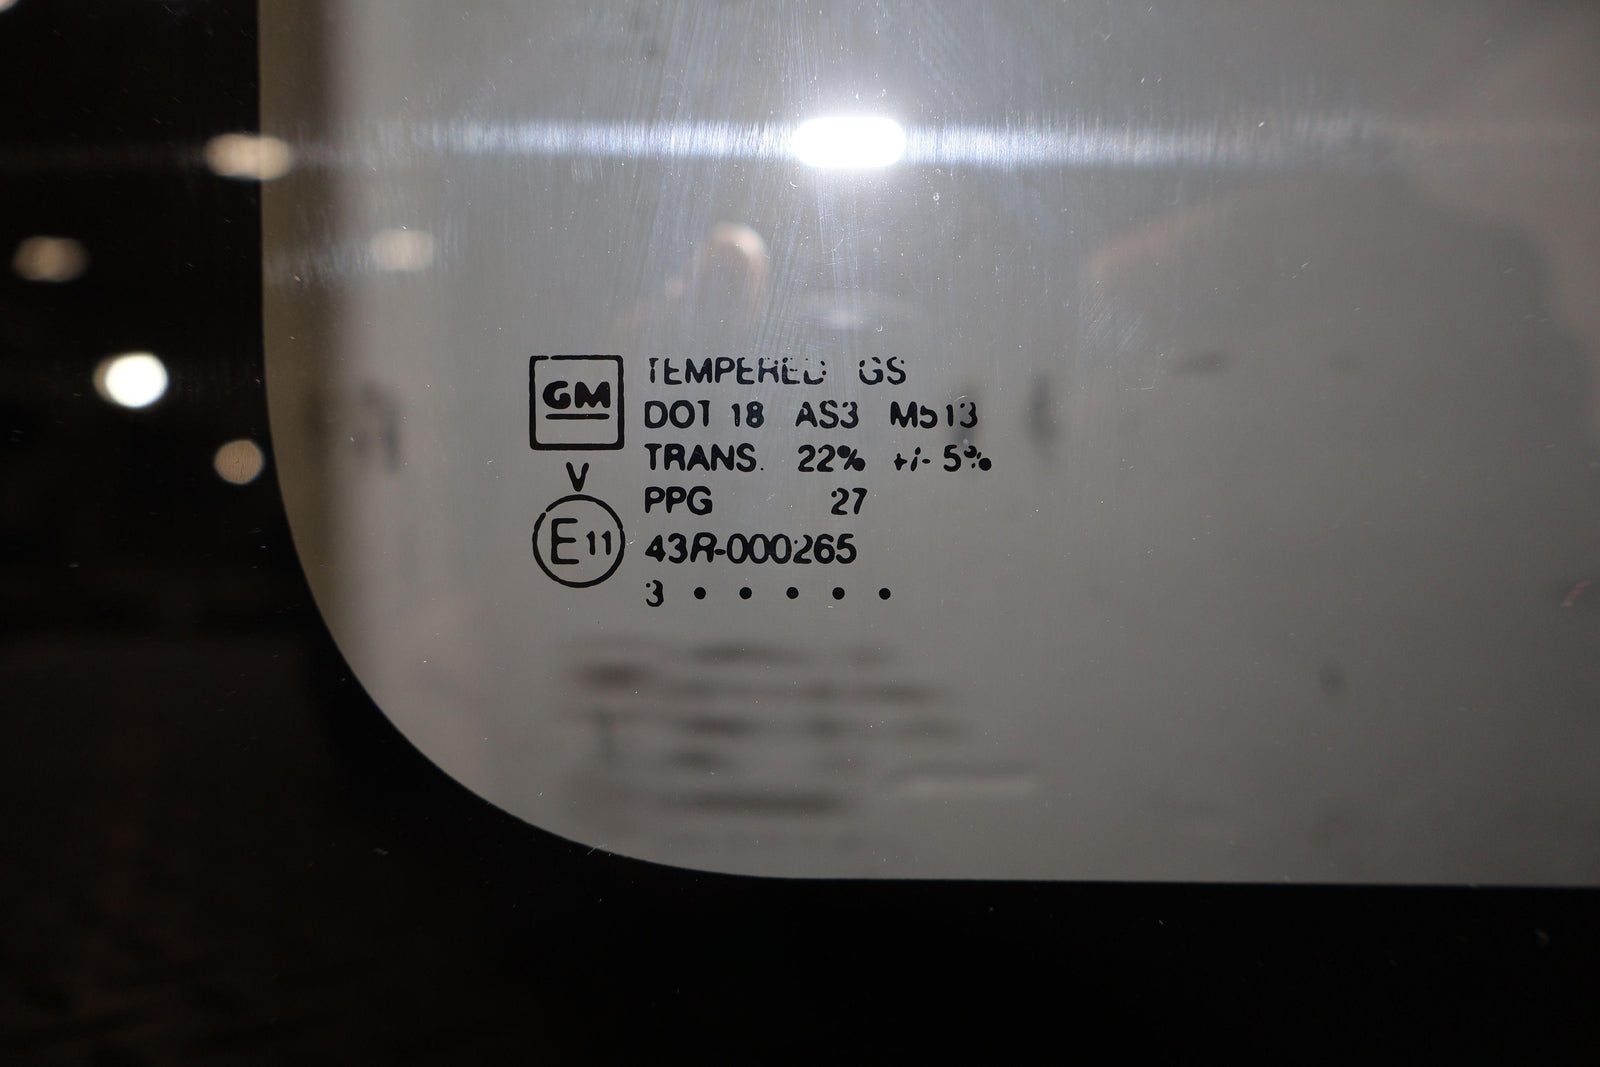 GM
TEMPERED GS
DOT 18 AS3 M513
TRANS. 22% +/- 5%
V
PPG 27
E11 43R-000265
3 • • • • •